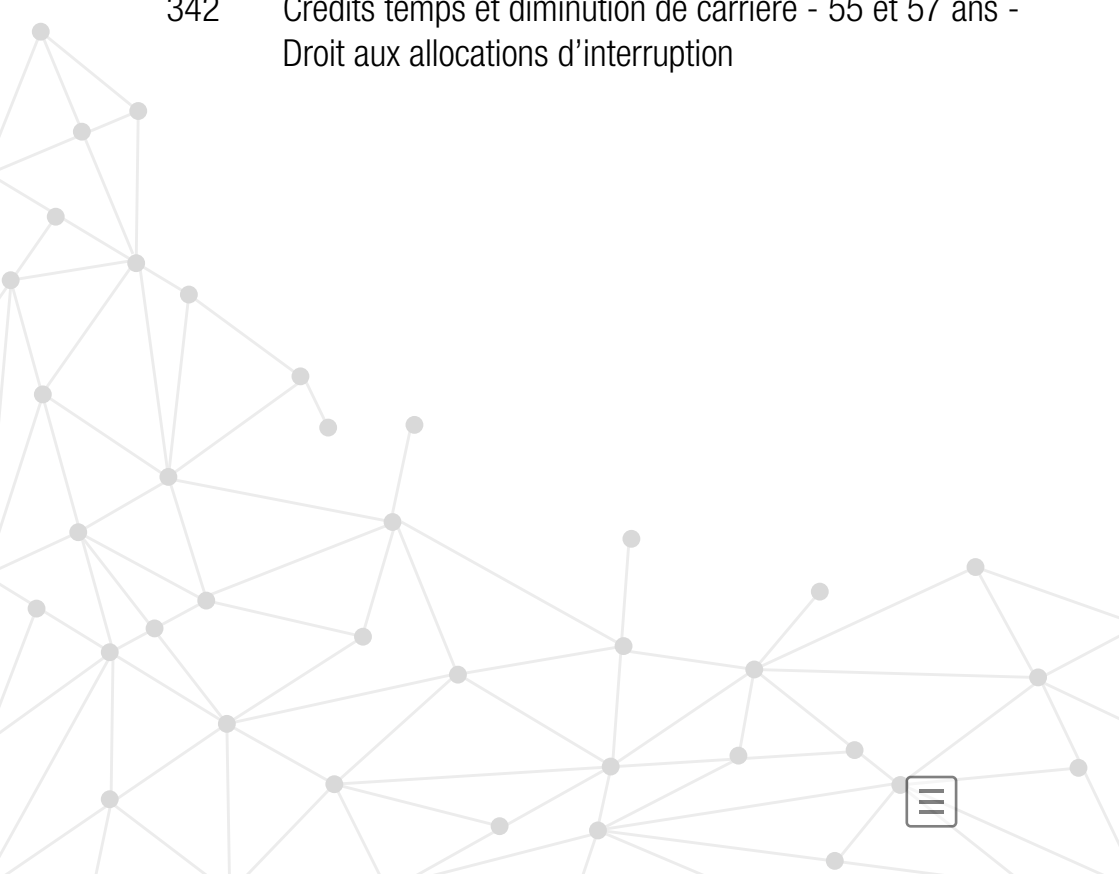 342 Crédits temps et diminution de carrière - 55 et 57 ans -
Droit aux allocations d’interruption